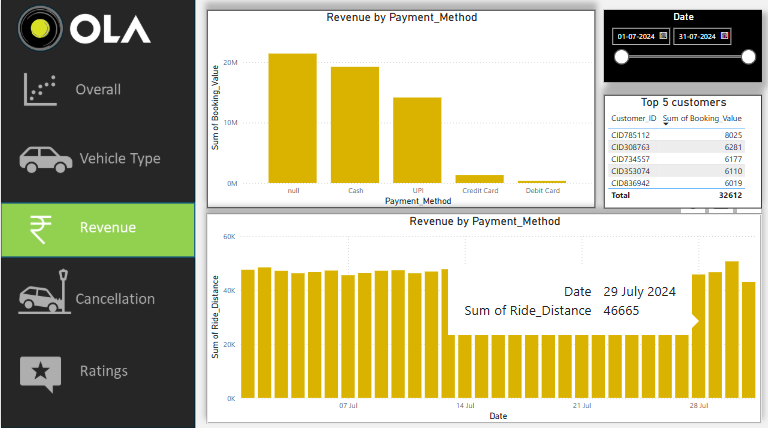 OLA
Overall
Vehicle Type
Revenue
Cancellation
Ratings
Revenue by Payment_Method
Sum of Booking_Value
20M
10M
0M
null
Cash
UPI
Credit Card
Debit Card
Payment_Method
Date
01-07-2024
31-07-2024
Top 5 customers
Customer_ID Sum of Booking_Value
CID785112 8025
CID308763 6281
CID734557 6177
CID353074 6110
CID836942 6019
Total 32612
Revenue by Payment_Method
Sum of Ride_Distance
60K
40K
20K
0K
Date 29 July 2024
Sum of Ride_Distance 46665
07 Jul
14 Jul
21 Jul
28 Jul
Date